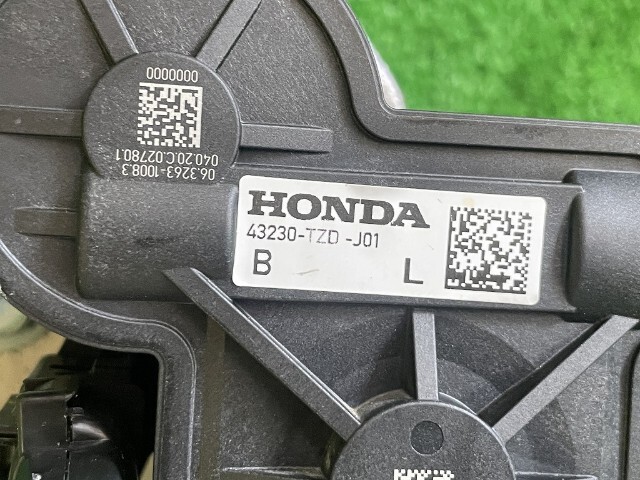 0000000
040.20.C.02780.1
06.3263-1008.3
HONDA
43230-TZD -J01
B L